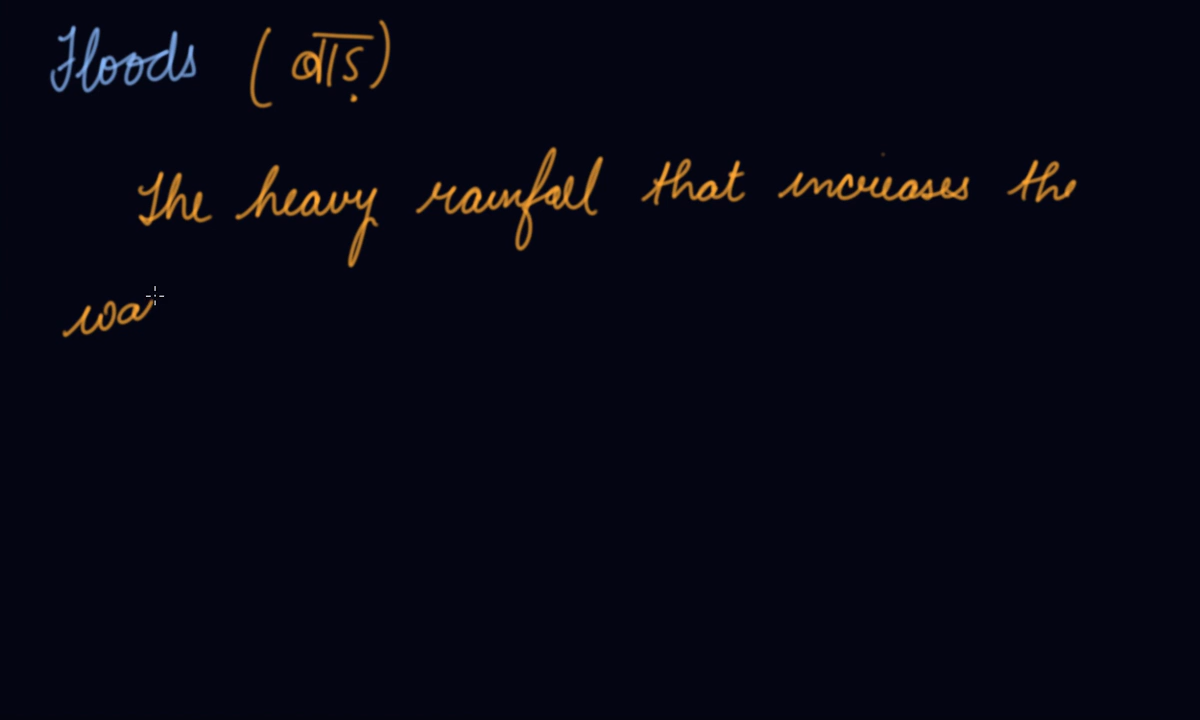 Floods (बाड़)
The heavy rainfall that increases the
wa